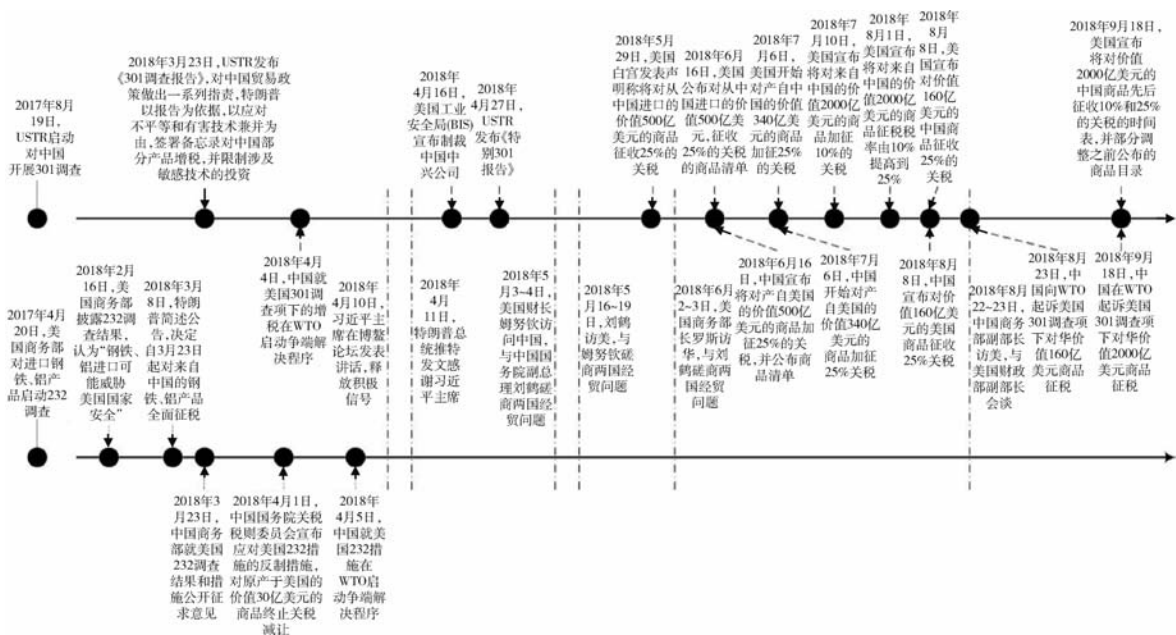 2017年8月
19日，USTR启动
对中国
开展301调查
2018年3月23日，USTR发布
《301调查报告》，对中国贸易政
策做出一系列指责，特朗普
以报告为依据，以应对
不平等和有害技术兼并为
由，签署备忘录对中国部
分产品增税，并限制涉及
敏感技术的投资
2018年
4月16日，
美国工业
安全局(BIS)
宣布制裁
中国中
兴公司
2018年
4月27日，
USTR
发布《特
别301
报告》
2018年5月
29日，美国
白宫发表声
明称将对从
中国进口的
价值500亿
美元的商品
征收25%的
关税
2018年6月
16日，美国
公布对从中
国进口的价
值500亿美
元，征收
25%的关税
的商品清单
2018年7
月6日，
美国开始
对产自中
国的价值
340亿美
元的商品
加征25%
的关税
2018年7
月10日，
美国宣布
将对来自
中国的价
值2000亿
美元的商
品加征
10%的
关税
2018年
8月1日，
美国宣布
将对来自
中国的价
值2000亿
美元的商
品征税税
率由10%
提高到
25%
2018年
8月
8日，美
国宣布
对价值
160亿
美元的
中国商
品征收
25%的
关税
2018年9月18日，
美国宣布
将对价值
2000亿美元的中
国商品先后
征收10%和25%
的关税的时间
表，并部分调
整之前公布的
商品目录
2018年4月
4日，中国就
美国301调
查项下的增
税在WTO
启动争端解
决程序
2018年
4月10日，
习近平主
席在博鳌
论坛发表
讲话，释
放积极
信号
2018年
4月
11日，
特朗普总
统推特
发文感
谢习近
平主席
2018年5
月3~4日，
美国财长
姆努钦访
问中国，
与中国国
务院副总
理刘鹤磋
商两国经
贸问题
2018年5
月16~19
日，刘鹤
访美，与
姆努钦磋
商两国经
贸问题
2018年6月
2~3日，美
国商务部
长罗斯访
华，与刘
鹤磋商两
国经贸
问题
2018年6月16
日，中国宣布
将对产自美国
的价值500亿
美元的商品加
征25%的关
税，并公布商
品清单
2018年7月
6日，中国
开始对产
自美国的
价值340亿
美元的
商品加征
25%关税
2018年8月
8日，中
国宣布对价
值160亿美
元的美国
商品征收
25%关税
2018年8月
22~23日，
中国商务
部副部长
访美，与
美国财政
部副部长
会谈
2018年8月
23日，中
国向WTO
起诉美国
301调查项
下对华价
值160亿
美元商品
征税
2018年9月
18日，中
国在WTO
起诉美国
301调查项
下对华价
值2000亿
美元商品
征税
2017年4月
20日，美
国商务部
对进口钢
铁、铝产
品启动232
调查
2018年2月
16日，美
国商务部
披露232调
查结果，
认为“钢铁、
铝进口可
能威胁
美国国家
安全”
2018年3月
8日，特朗
普签述公
告，决定
自3月23日
起对来自
中国的钢
铁、铝产品
全面征税
2018年3
月23日，
中国商务
部就美国
232调查
结果和措
施公开征
求意见
2018年4月1日，
中国国务院关税
税则委员会宣布
应对美国232措
施的反制措施，
对原产于美国的
价值30亿美元的
商品终止关税
减让
2018年
4月5日，
中国就美
国232措
施在
WTO启
动争端解
决程序